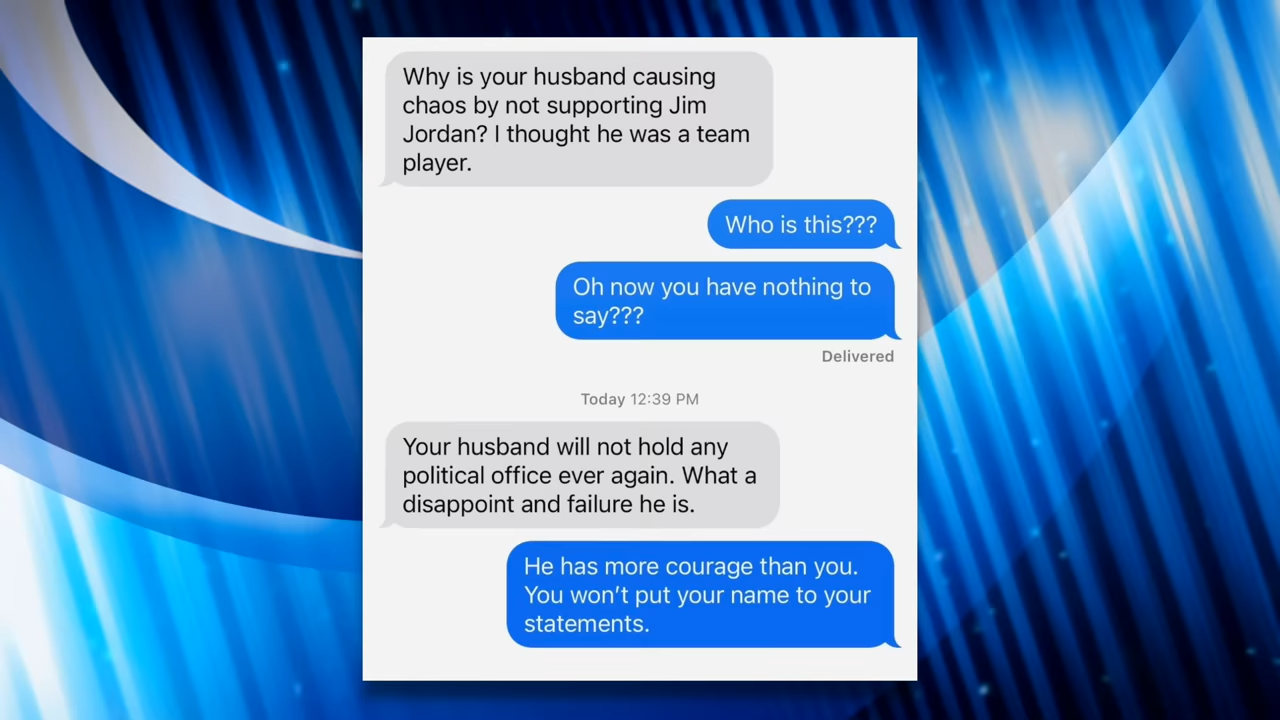 Why is your husband causing
chaos by not supporting Jim
Jordan? I thought he was a team
player.
Who is this???
Oh now you have nothing to
say???
Delivered
Today 12:39 PM
Your husband will not hold any
political office ever again. What a
disappoint and failure he is.
He has more courage than you.
You won’t put your name to your
statements.